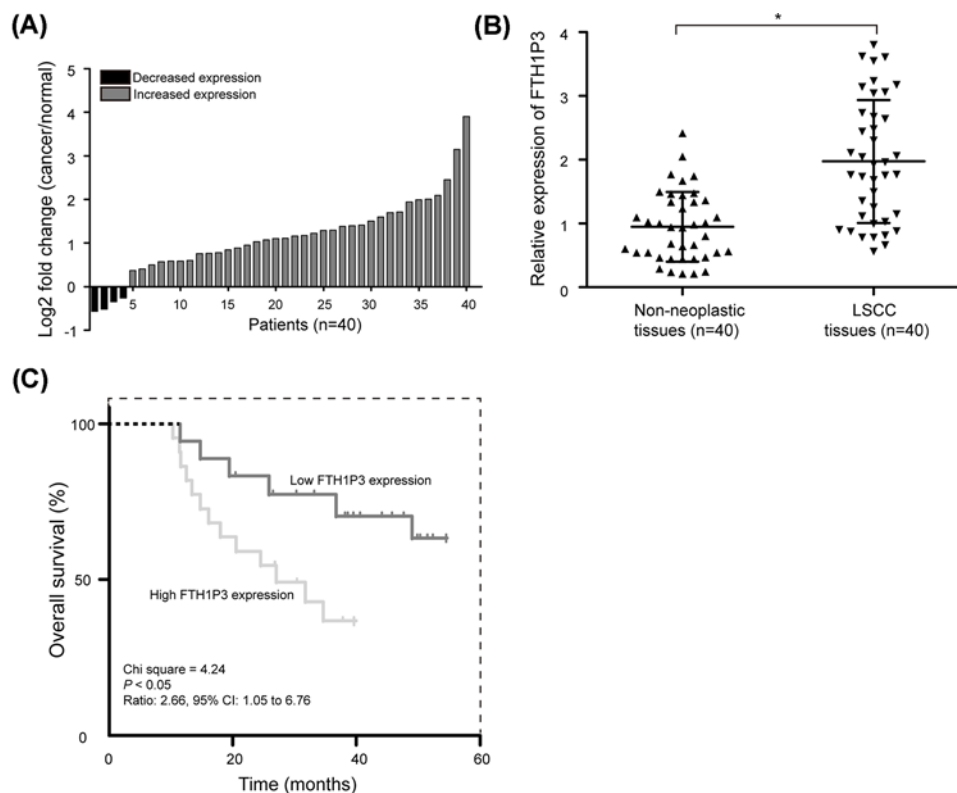 (A)
Log2 fold change (cancer/normal)
5
4
3
2
1
0
-1
Decreased expression
Increased expression
5
10
15
20
25
30
35
40
Patients (n=40)
(B)
*
Relative expression of FTH1P3
4
3
2
1
0
Non-neoplastic
tissues (n=40)
LSCC
tissues (n=40)
(C)
Overall survival (%)
100
50
0
Low FTH1P3 expression
High FTH1P3 expression
Chi square = 4.24
P < 0.05
Ratio: 2.66, 95% CI: 1.05 to 6.76
0
20
40
60
Time (months)